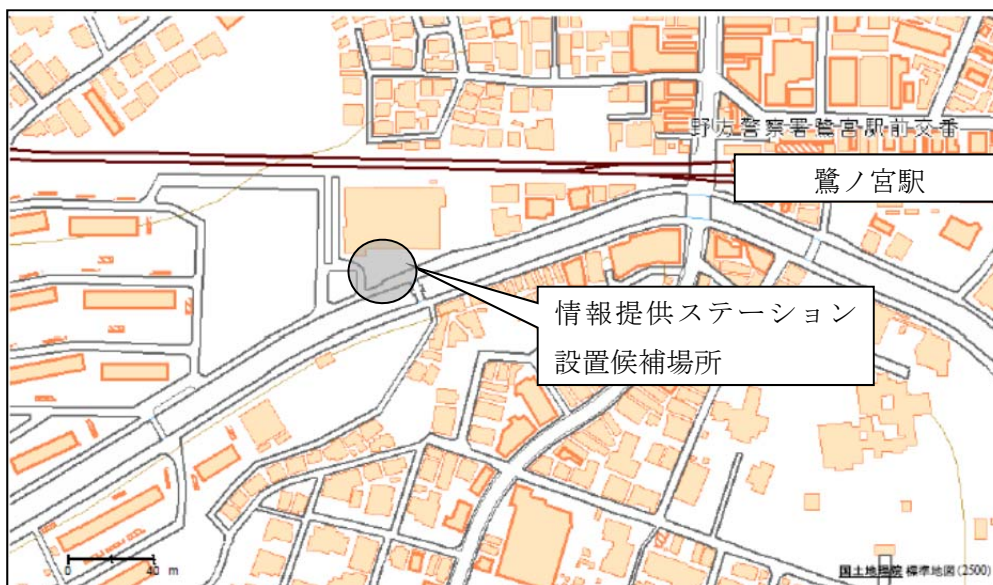 野方警察署鷺宮駅前交番
鷺ノ宮駅
情報提供ステーション
設置候補場所
0 40 m
国土地理院 標準地図(2500)